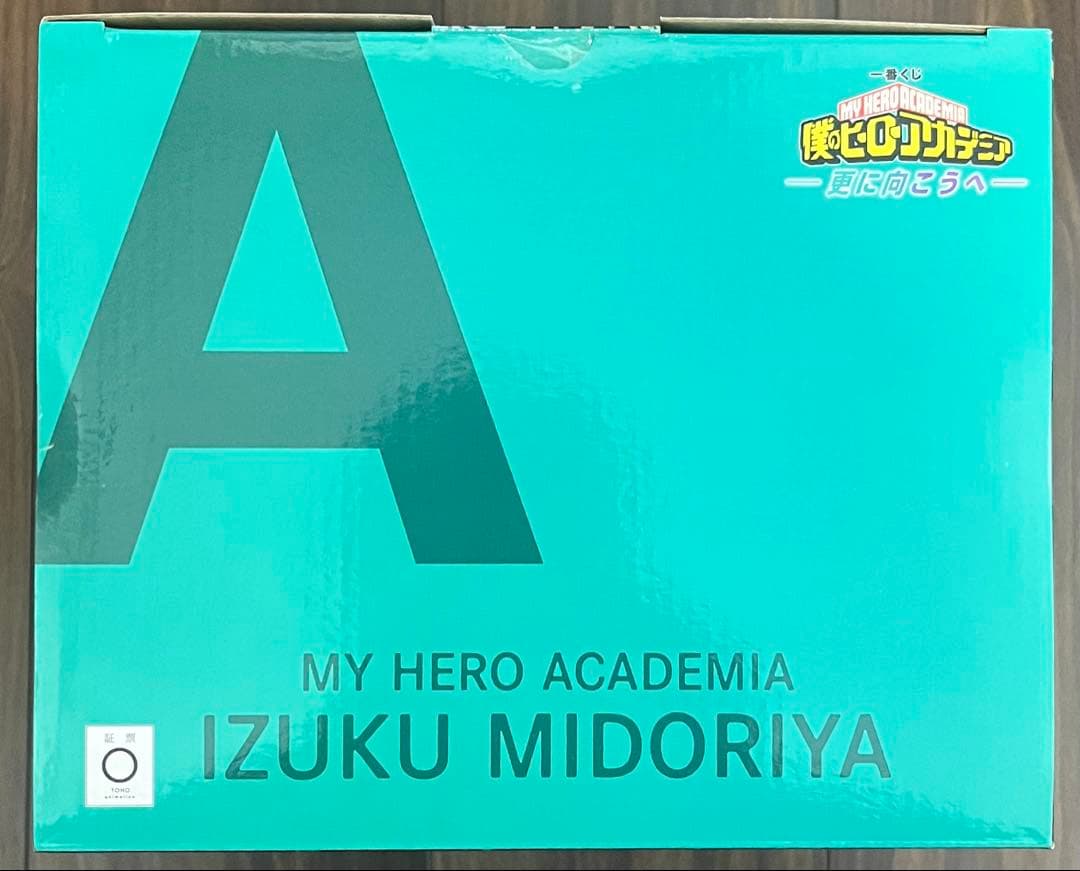 A
一番くじ
MY HERO ACADEMIA
僕のヒーローアカデミア
更に向こうへ
MY HERO ACADEMIA
IZUKU MIDORIYA
証票
TOHO
animation